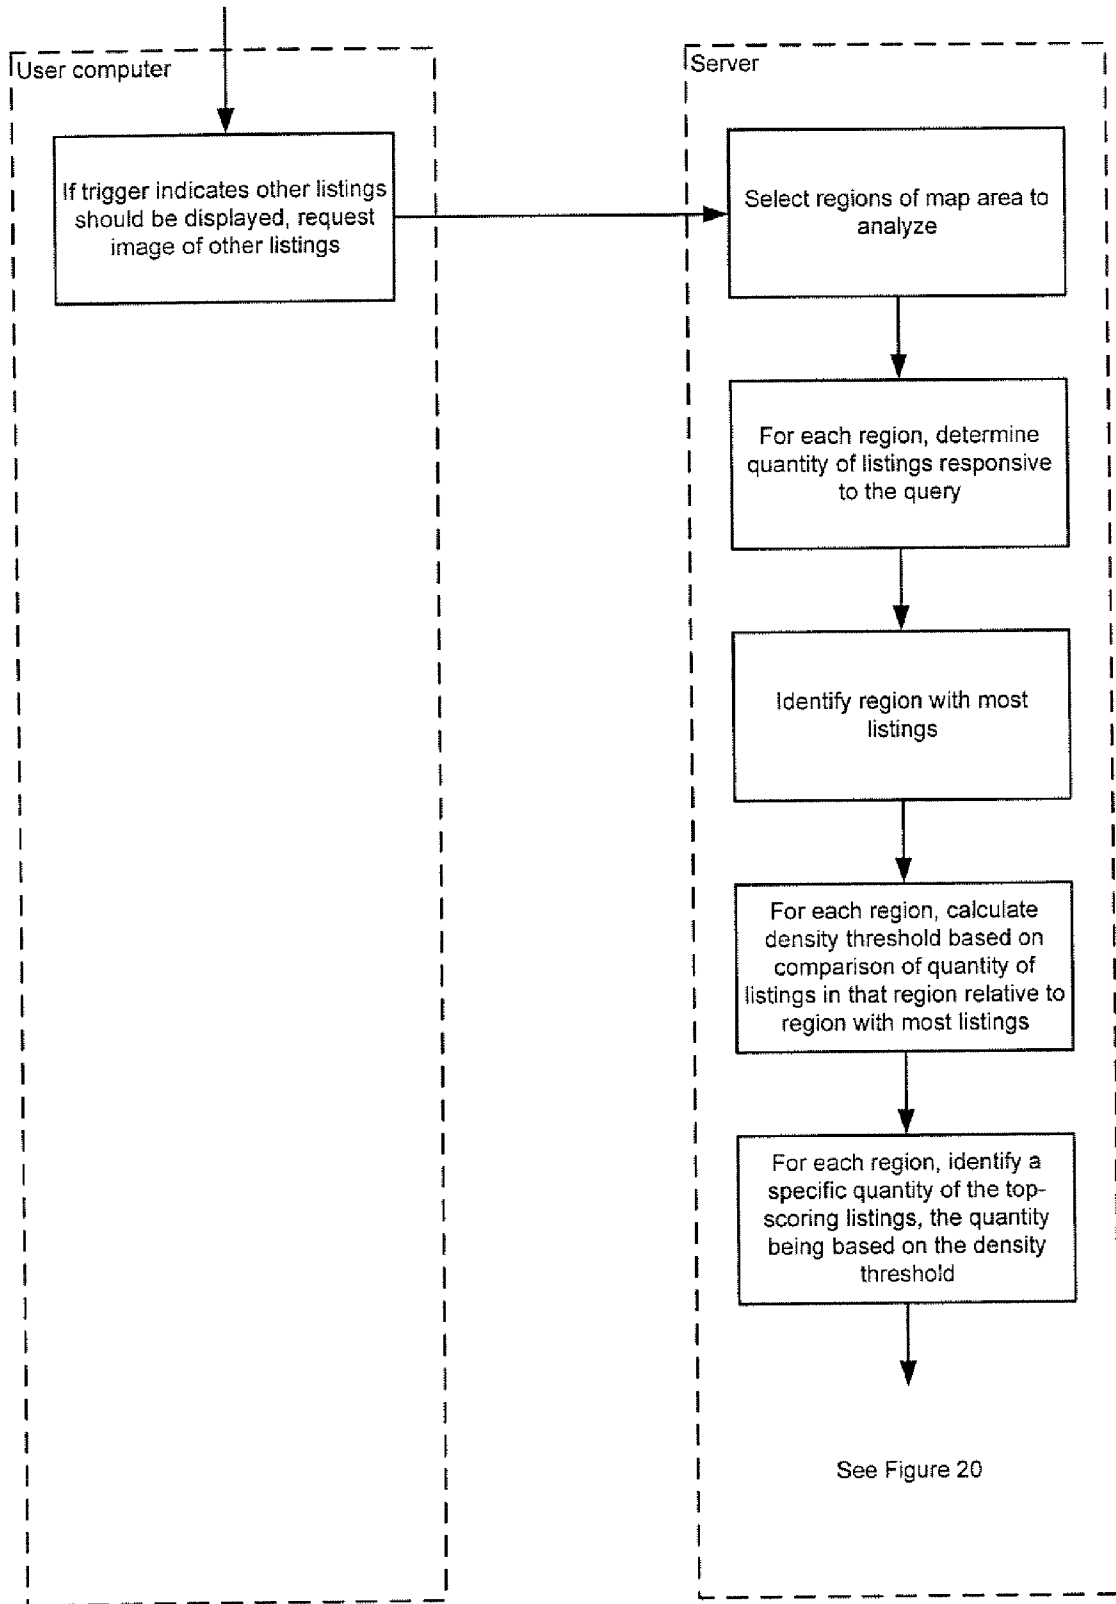 User computer
If trigger indicates other listings
should be displayed, request
image of other listings
Server
Select regions of map area to
analyze
For each region, determine
quantity of listings responsive
to the query
Identify region with most
listings
For each region, calculate
density threshold based on
comparison of quantity of
listings in that region relative to
region with most listings
For each region, identify a
specific quantity of the top-
scoring listings, the quantity
being based on the density
threshold
See Figure 20